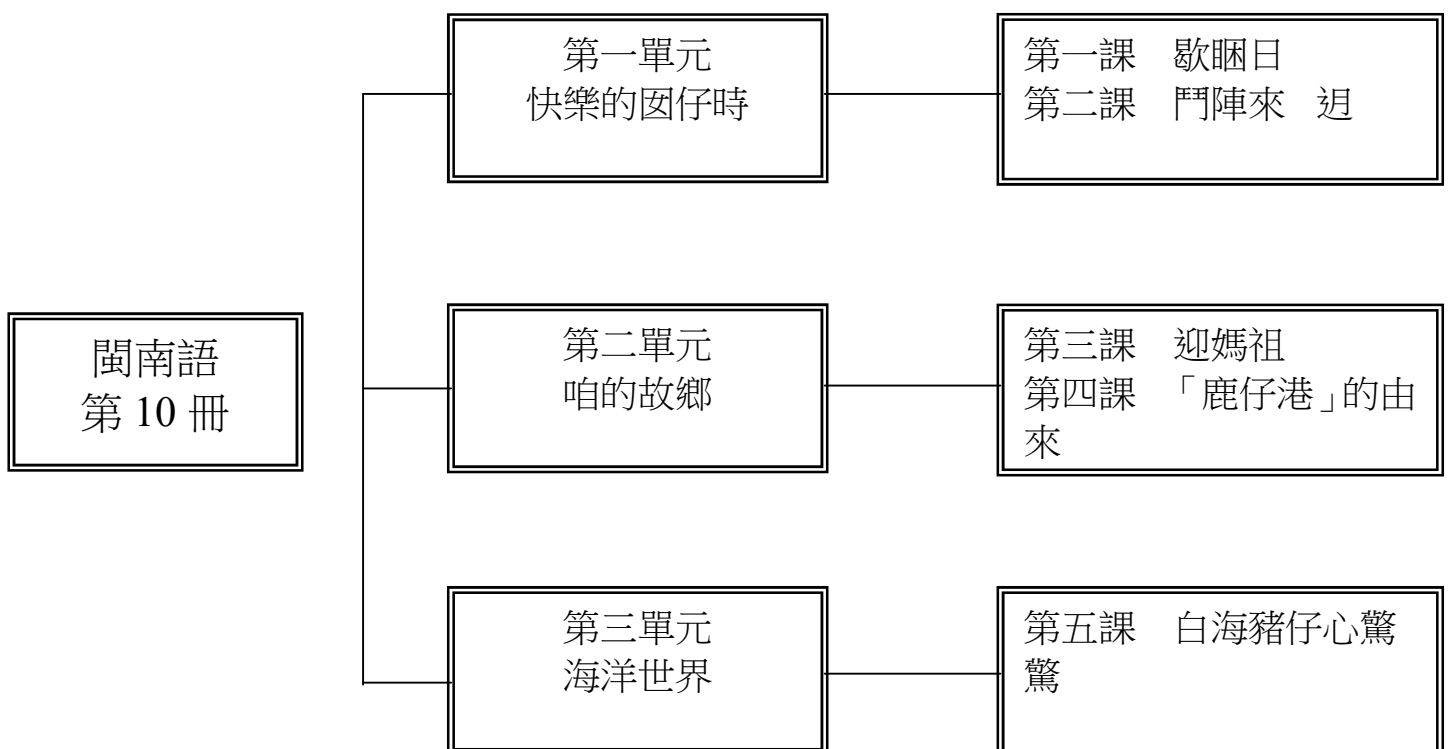 閩南語
第 10 冊
第一單元
快樂的囡仔時
第一課　歇睏日
第二課　鬥陣來　迌
第二單元
咱的故鄉
第三課　迎媽祖
第四課　「鹿仔港」的由
來
第三單元
海洋世界
第五課　白海豬仔心驚
驚